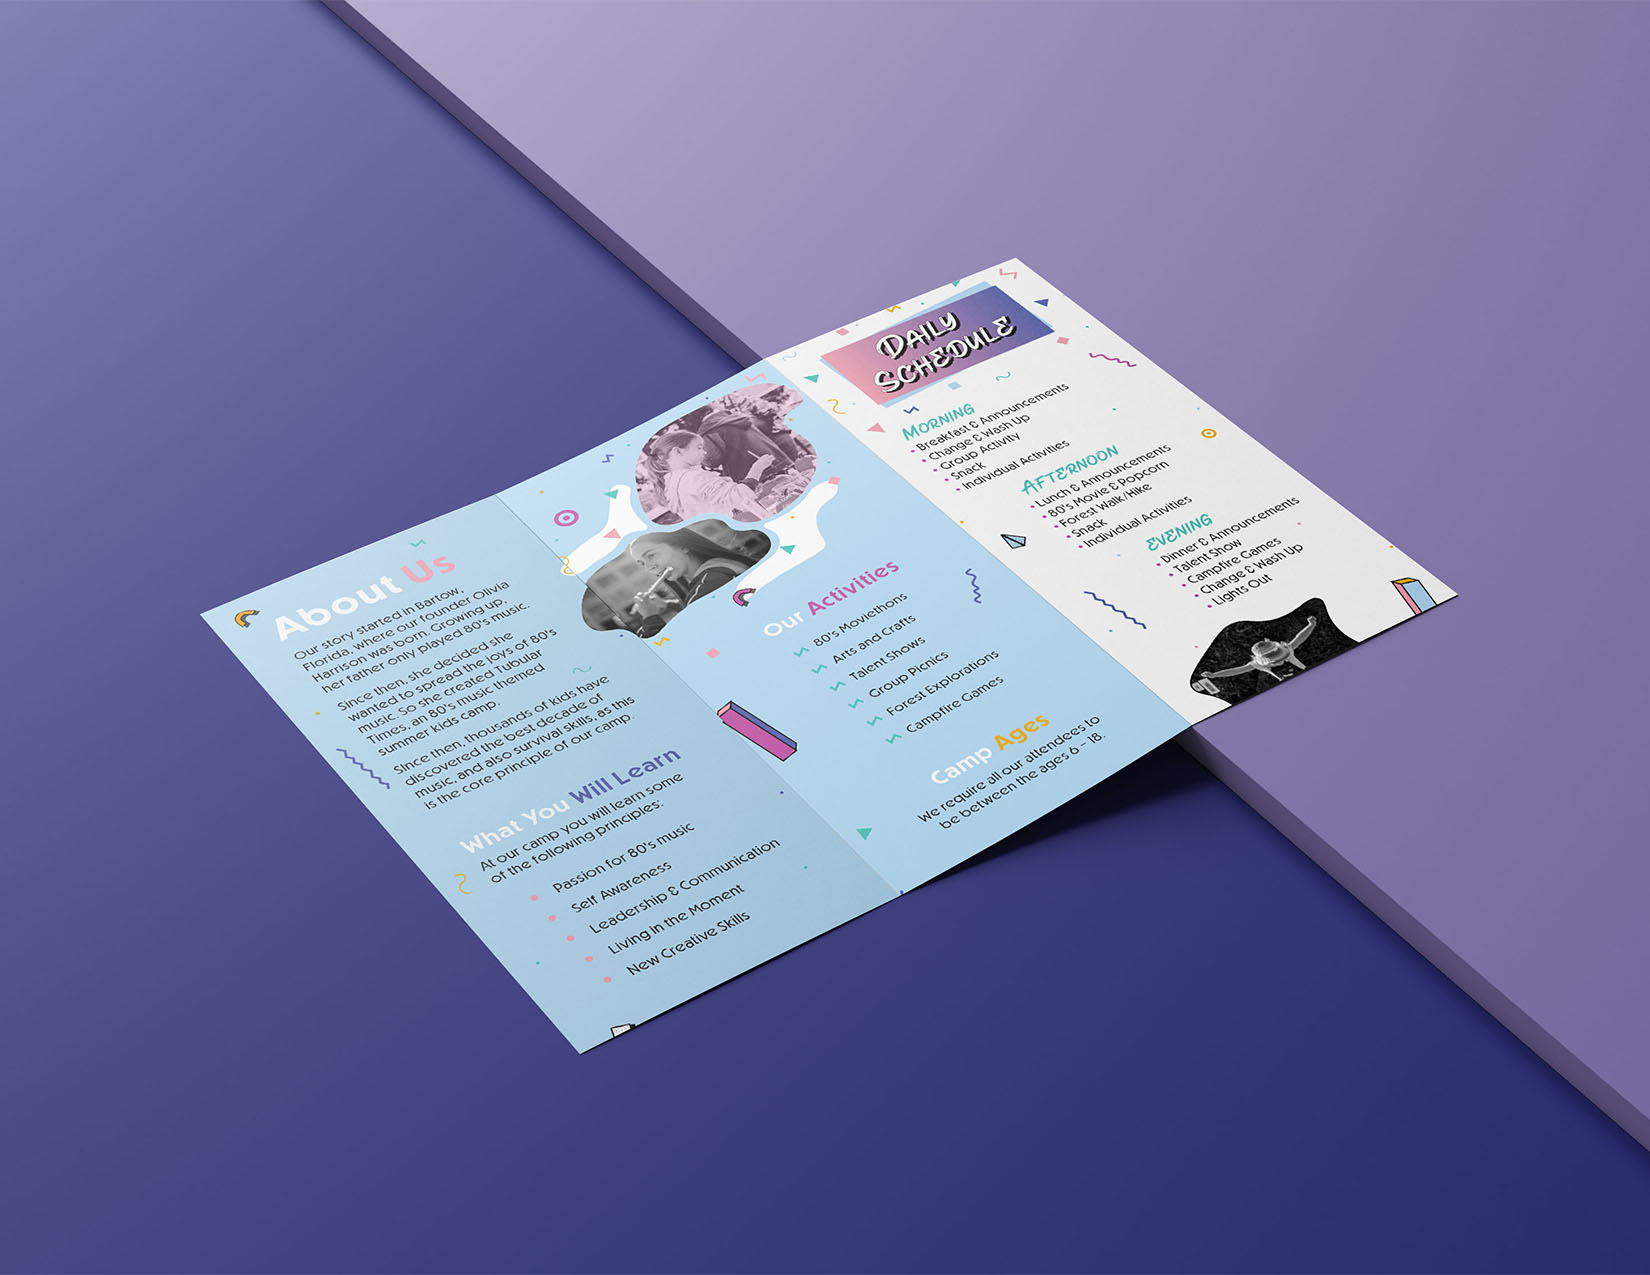 About Us
Our story started in Bartow,
Florida, where our founder Olivia
Harrison was born. Growing up,
her father only played 80's music.
Since then, she decided she
wanted to spread the joys of 80's
music. So she created Tubular
Times, an 80's music themed
summer kids camp.
Since then, thousands of kids have
discovered the best decade of
music, and also survival skills, as this
is the core principle of our camp.
What You Will Learn
At our camp you will learn some
of the following principles:
Passion for 80's music
Self Awareness
Leadership & Communication
Living in the Moment
New Creative Skills
Our Activities
80's Moviethons
Arts and Crafts
Talent Shows
Group Picnics
Forest Explorations
Campfire Games
Camp Ages
We require all our attendees to
be between the ages 6 - 18.
DAILY
SCHEDULE
MORNING
• Breakfast & Announcements
• Change & Wash Up
• Group Activity
• Snack
• Individual Activities
AFTERNOON
• Lunch & Announcements
• 80's Movie & Popcorn
• Forest Walk/Hike
• Snack
• Individual Activities
EVENING
• Dinner & Announcements
• Talent Show
• Campfire Games
• Change & Wash Up
• Lights Out